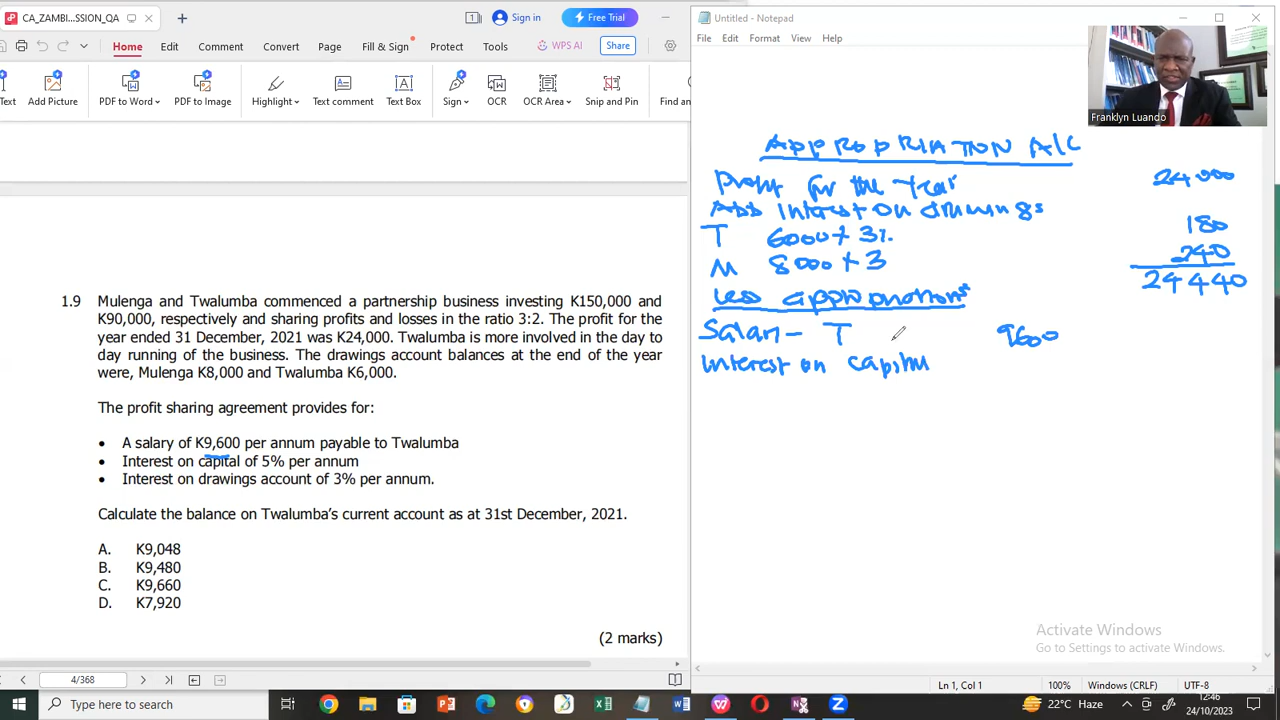 CA_ZAMBI...SSION_QA
Sign in
Free Trial
Home Edit Comment Convert Page Fill & Sign Protect Tools WPS AI Share
Text Add Picture PDF to Word PDF to Image Highlight Text comment Text Box Sign OCR OCR Area Snip and Pin Find an
1.9 Mulenga and Twalumba commenced a partnership business investing K150,000 and
K90,000, respectively and sharing profits and losses in the ratio 3:2. The profit for the
year ended 31 December, 2021 was K24,000. Twalumba is more involved in the day to
day running of the business. The drawings account balances at the end of the year
were, Mulenga K8,000 and Twalumba K6,000.
The profit sharing agreement provides for:
• A salary of K9,600 per annum payable to Twalumba
• Interest on capital of 5% per annum
• Interest on drawings account of 3% per annum.
Calculate the balance on Twalumba's current account as at 31st December, 2021.
A. K9,048
B. K9,480
C. K9,660
D. K7,920
(2 marks)
4/368
Untitled - Notepad
File Edit Format View Help
Franklyn Luando
APPROPRIATION A/C
Profit for the Year 24000
Add interest on drawings
T 6000 + 3%. 180
M 8000 + 3 240
24440
Less appropriations
Salary - T 9600
Interest on capital
Activate Windows
Go to Settings to activate Windows.
Ln 1, Col 1 100% Windows (CRLF) UTF-8
Type here to search
22°C Haze
12:46
24/10/2023